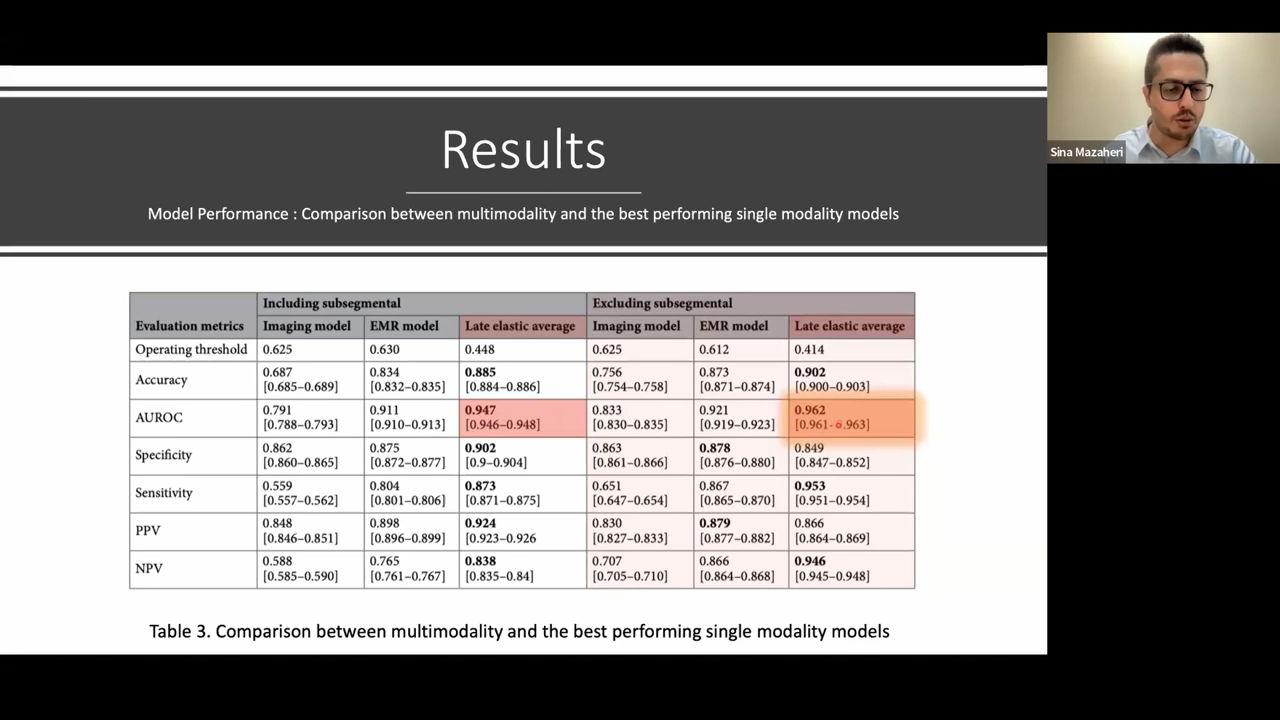 Results
Model Performance : Comparison between multimodality and the best performing single modality models
Sina Mazaheri
Including subsegmental Excluding subsegmental
Evaluation metrics Imaging model EMR model Late elastic average Imaging model EMR model Late elastic average
Operating threshold 0.625 0.630 0.448 0.625 0.612 0.414
Accuracy
0.687 0.834 0.885 0.756 0.873 0.902
[0.685–0.689] [0.832–0.835] [0.884–0.886] [0.754–0.758] [0.871–0.874] [0.900–0.903]
AUROC
0.791 0.911 0.947 0.833 0.921 0.962
[0.788–0.793] [0.910–0.913] [0.946–0.948] [0.830–0.835] [0.919–0.923] [0.961- .963]
Specificity
0.862 0.875 0.902 0.863 0.878 0.849
[0.860–0.865] [0.872–0.877] [0.9–0.904] [0.861–0.866] [0.876–0.880] [0.847–0.852]
Sensitivity
0.559 0.804 0.873 0.651 0.867 0.953
[0.557–0.562] [0.801–0.806] [0.871–0.875] [0.647–0.654] [0.865–0.870] [0.951–0.954]
PPV
0.848 0.898 0.924 0.830 0.879 0.866
[0.846–0.851] [0.896–0.899] [0.923–0.926 [0.827–0.833] [0.877–0.882] [0.864–0.869]
NPV
0.588 0.765 0.838 0.707 0.866 0.946
[0.585–0.590] [0.761–0.767] [0.835–0.84] [0.705–0.710] [0.864–0.868] [0.945–0.948]
Table 3. Comparison between multimodality and the best performing single modality models